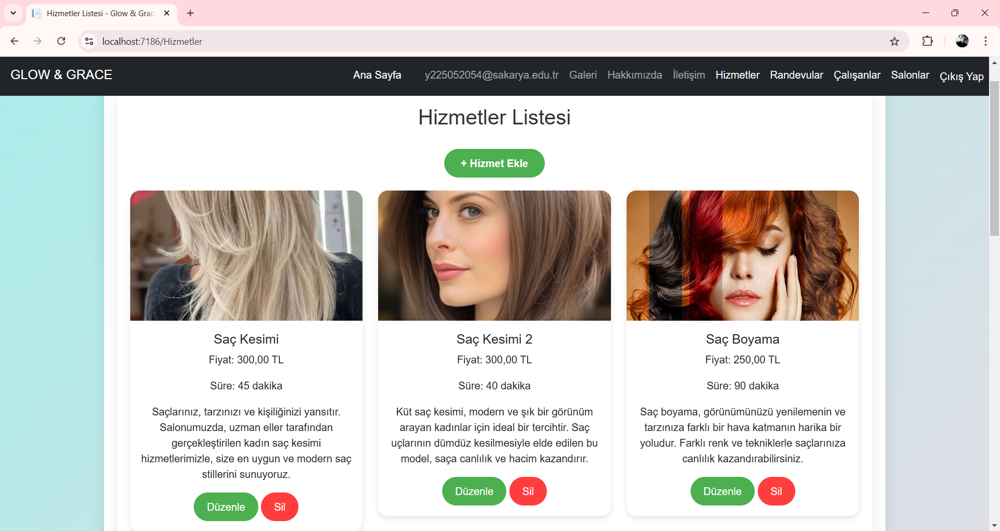 Hizmetler Listesi - Glow & Grac
localhost:7186/Hizmetler
GLOW & GRACE
Ana Sayfa
y225052054@sakarya.edu.tr
Galeri
Hakkımızda
İletişim
Hizmetler
Randevular
Çalışanlar
Salonlar
Çıkış Yap
Hizmetler Listesi
+ Hizmet Ekle
Saç Kesimi
Fiyat: 300,00 TL
Süre: 45 dakika
Saçlarınız, tarzınızı ve kişiliğinizi yansıtır.
Salonumuzda, uzman eller tarafından
gerçekleştirilen kadın saç kesimi
hizmetlerimizle, size en uygun ve modern saç
stillerini sunuyoruz.
Düzenle
Sil
Saç Kesimi 2
Fiyat: 300,00 TL
Süre: 40 dakika
Küt saç kesimi, modern ve şık bir görünüm
arayan kadınlar için ideal bir tercihtir. Saç
uçlarının dümdüz kesilmesiyle elde edilen bu
model, saça canlılık ve hacim kazandırır.
Düzenle
Sil
Saç Boyama
Fiyat: 250,00 TL
Süre: 90 dakika
Saç boyama, görünümünüzü yenilemenin ve
tarzınıza farklı bir hava katmanın harika bir
yoludur. Farklı renk ve tekniklerle saçlarınıza
canlılık kazandırabilirsiniz.
Düzenle
Sil